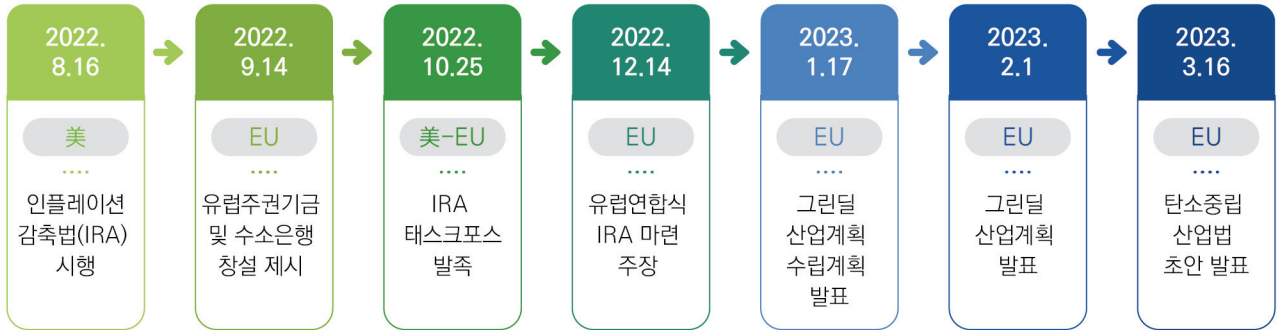 2022.
8.16
美
인플레이션
감축법(IRA)
시행
2022.
9.14
EU
유럽주권기금
및 수소은행
창설 제시
2022.
10.25
美-EU
IRA
태스크포스
발족
2022.
12.14
EU
유럽연합식
IRA 마련
주장
2023.
1.17
EU
그린딜
산업계획
수립계획
발표
2023.
2.1
EU
그린딜
산업계획
발표
2023.
3.16
EU
탄소중립
산업법
초안 발표